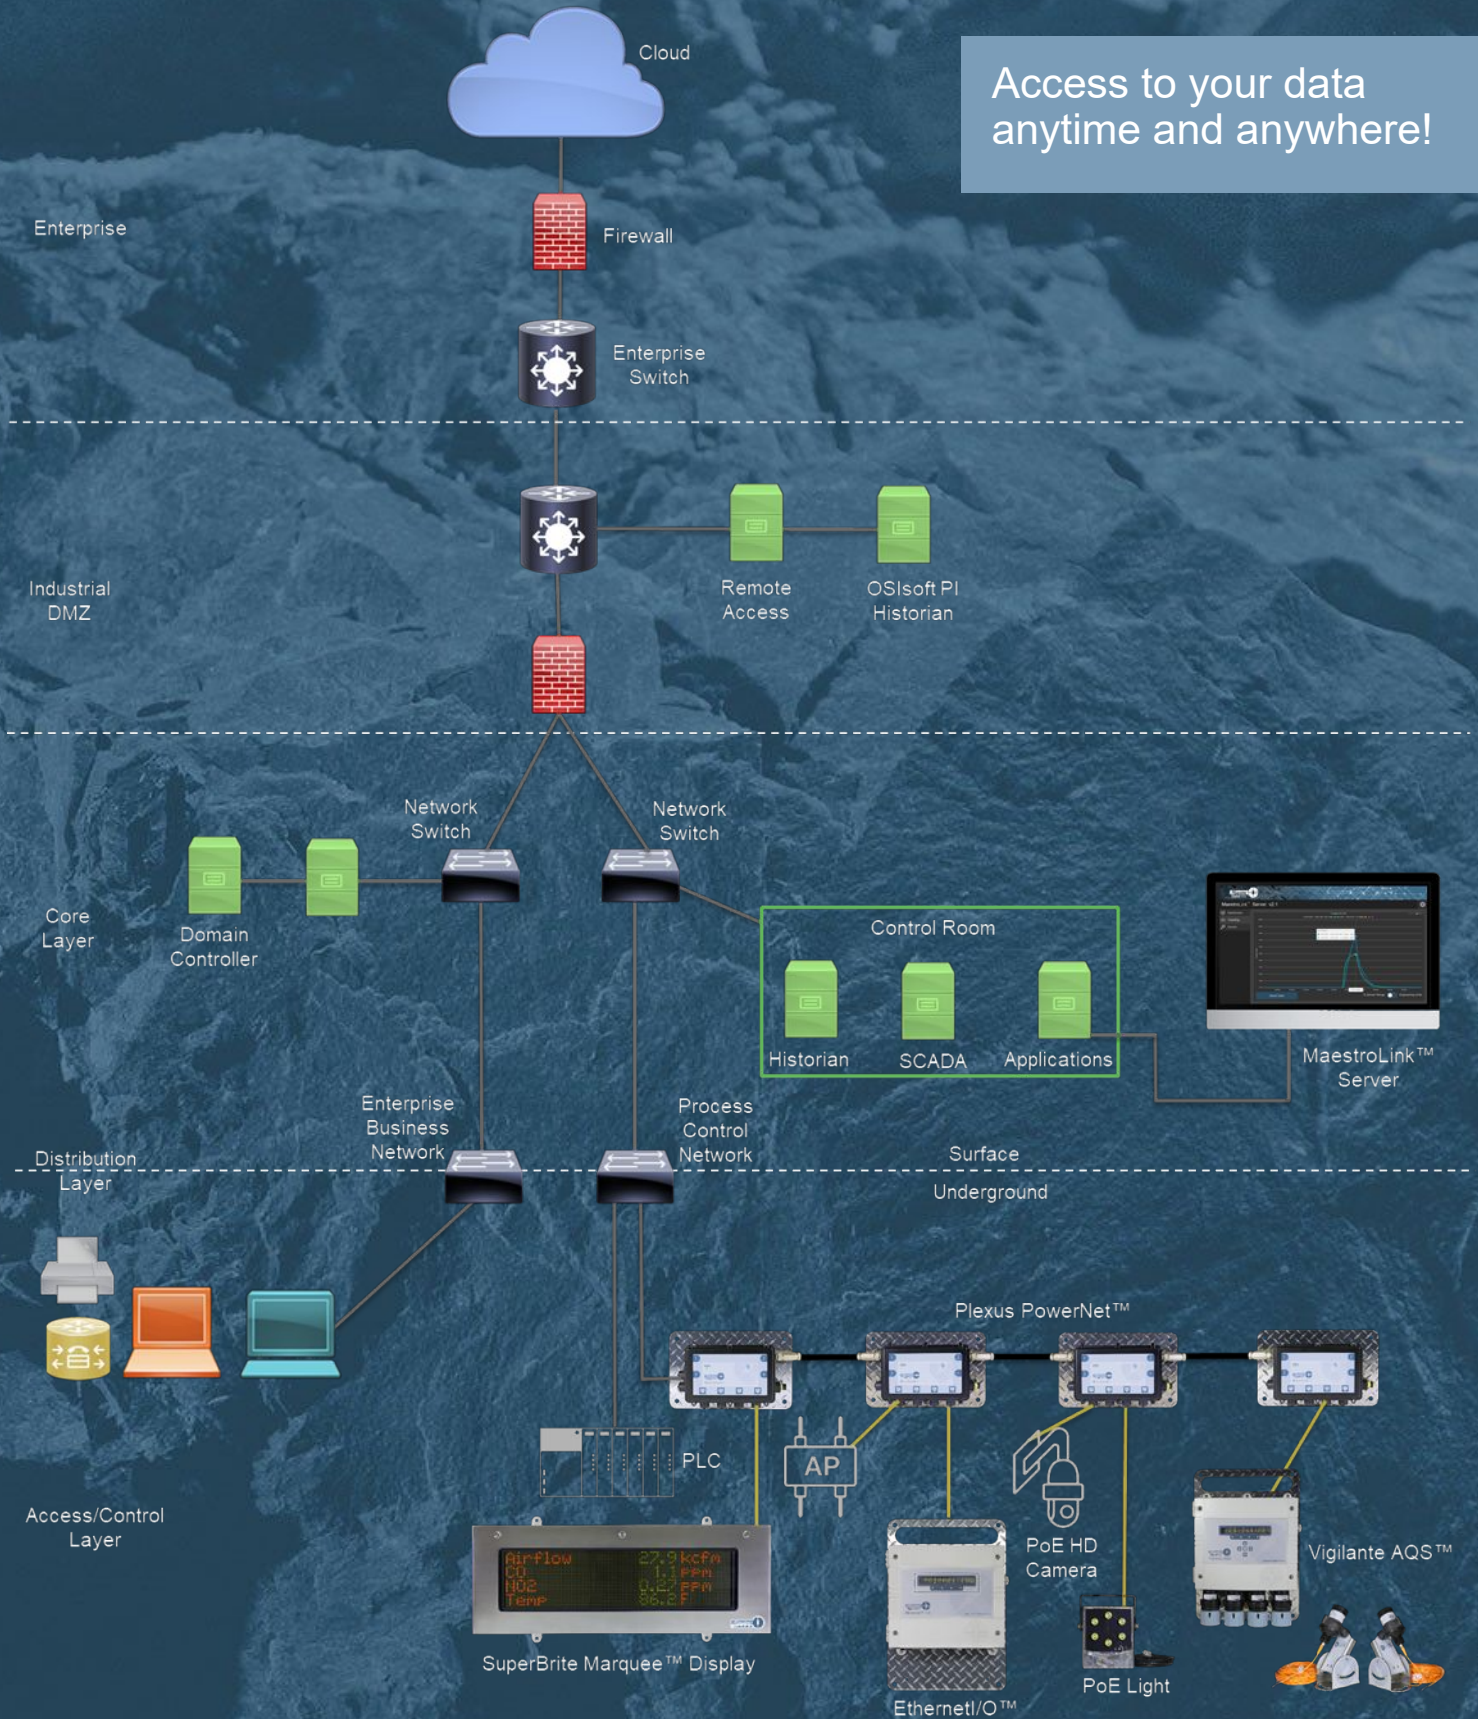 Cloud
Access to your data
anytime and anywhere!
Enterprise
Firewall
Enterprise
Switch
Industrial
DMZ
Remote
Access
OSIsoft PI
Historian
Network
Switch
Network
Switch
Core
Layer
Domain
Controller
Control Room
Historian
SCADA
Applications
MaestroLink™
Server
Enterprise
Business
Network
Process
Control
Network
Distribution
Layer
Surface
Underground
Plexus PowerNet™
PLC
AP
Access/Control
Layer
Airflow 27.9 kcfm
CO 1.1 PPM
NO2 0.27 PPM
Temp 86.2 F
SuperBrite Marquee™ Display
EthernetI/O™
PoE HD
Camera
PoE Light
Vigilante AQS™